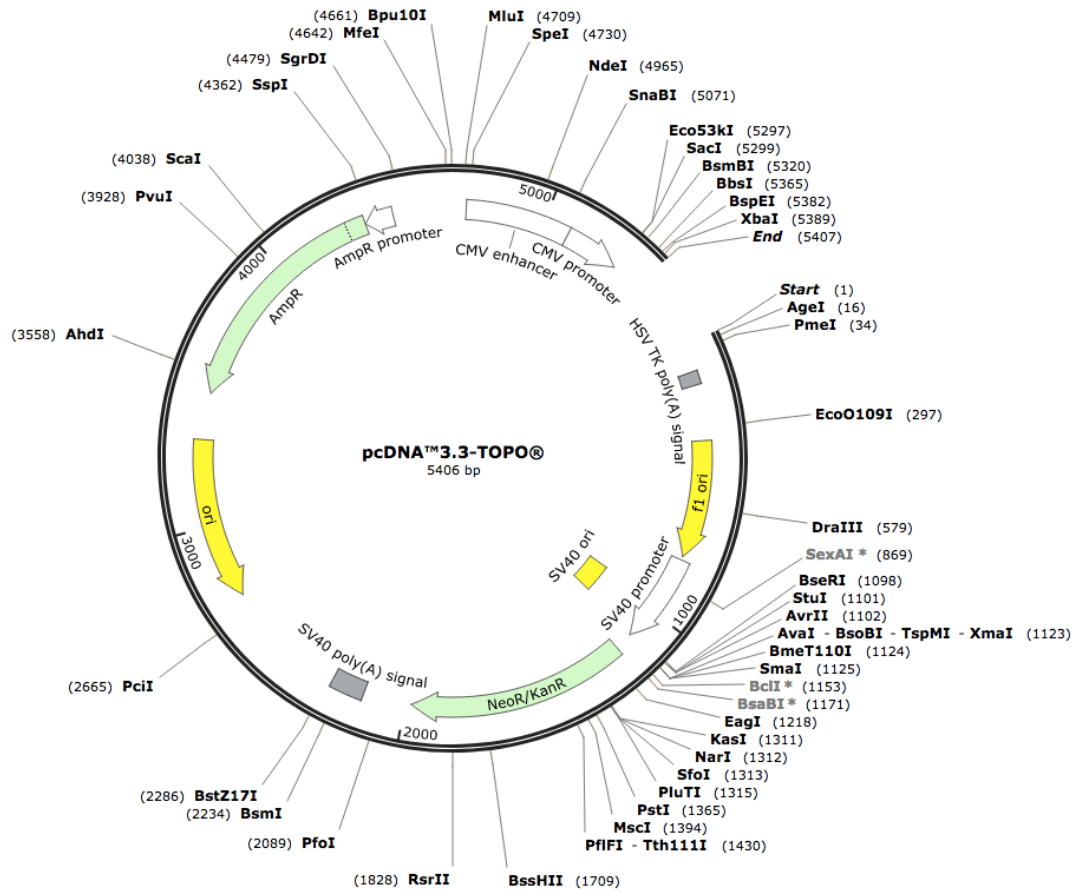 (4661) Bpu10I
(4642) MfeI
(4479) SgrDI
(4362) SspI
(4038) ScaI
(3928) PvuI
(3558) AhdI
(2665) PciI
(2286) BstZ17I
(2234) BsmI
(2089) PfoI
(1828) RsrII
MluI (4709)
SpeI (4730)
NdeI (4965)
SnaBI (5071)
Eco53kI (5297)
SacI (5299)
BsmBI (5320)
BbsI (5365)
BspEI (5382)
XbaI (5389)
End (5407)
Start (1)
AgeI (16)
PmeI (34)
EcoO109I (297)
DraIII (579)
SexAI * (869)
BseRI (1098)
StuI (1101)
AvrII (1102)
AvaI - BsoBI - TspMI - XmaI (1123)
BmeT110I (1124)
SmaI (1125)
BclI * (1153)
BsaBI * (1171)
EagI (1218)
KasI (1311)
NarI (1312)
SfoI (1313)
PluTI (1315)
PstI (1365)
MscI (1394)
PflFI - Tth111I (1430)
BssHII (1709)
5000
1000
2000
3000
4000
CMV enhancer
CMV promoter
HSV TK poly(A) signal
f1 ori
SV40 promoter
SV40 ori
NeoR/KanR
SV40 poly(A) signal
ori
AmpR
AmpR promoter
pcDNA™3.3-TOPO®
5406 bp